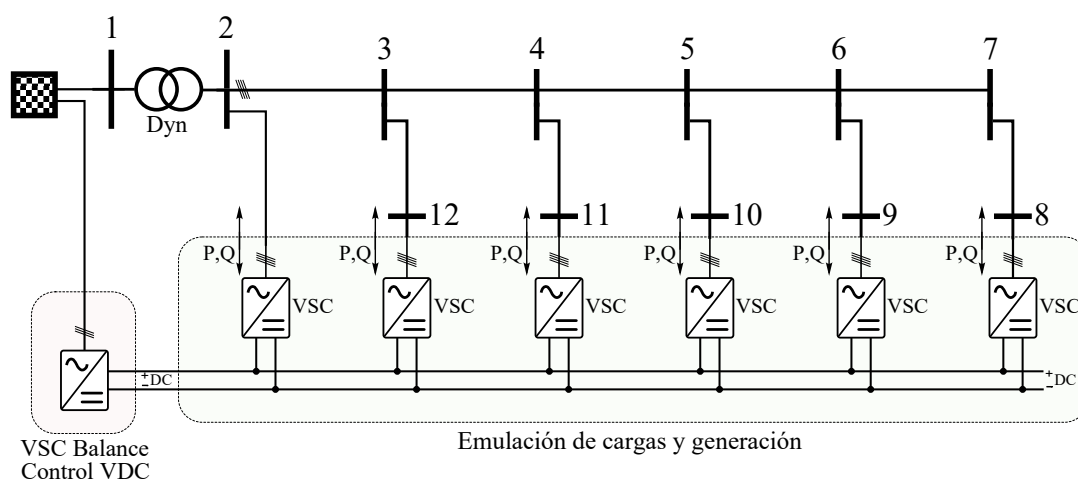 1 2 3 4 5 6 7
Dyn
12 11 10 9 8
P,Q P,Q P,Q P,Q P,Q P,Q
VSC VSC VSC VSC VSC VSC
+ DC + DC
- -
Emulación de cargas y generación
VSC Balance
Control VDC